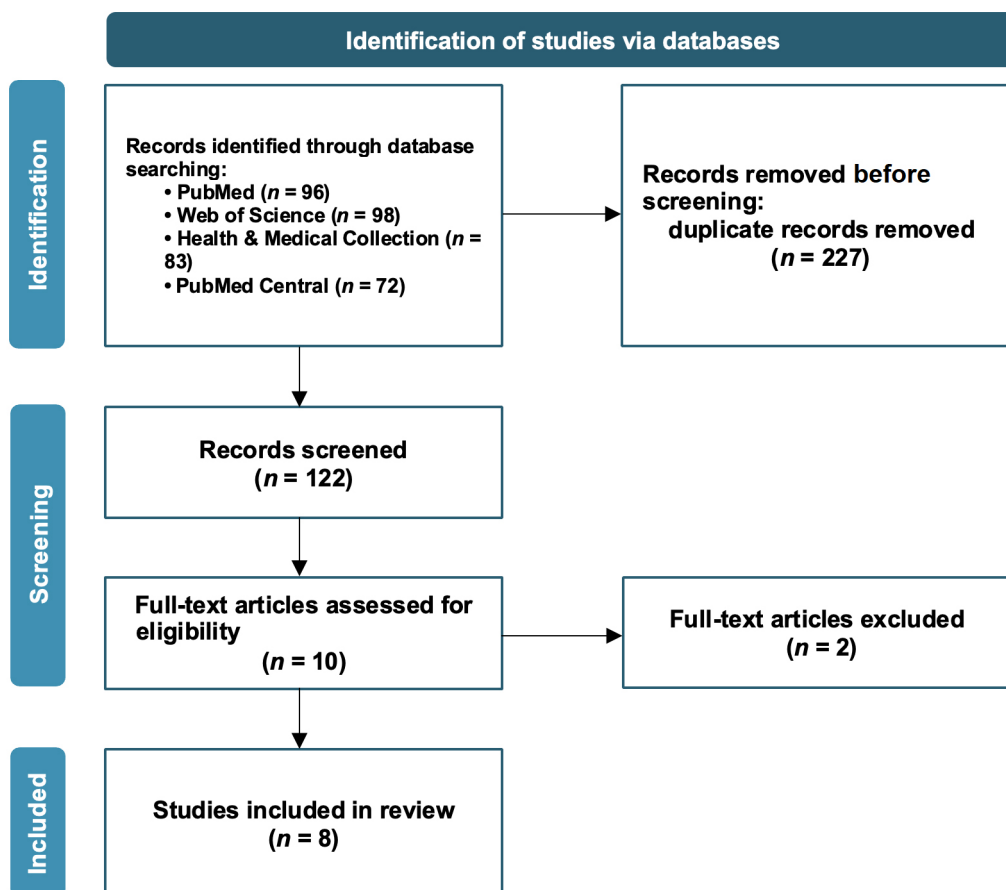 Identification of studies via databases
Identification
Records identified through database
searching:
• PubMed (n = 96)
• Web of Science (n = 98)
• Health & Medical Collection (n =
83)
• PubMed Central (n = 72)
Records removed before
screening:
duplicate records removed
(n = 227)
Screening
Records screened
(n = 122)
Full-text articles assessed for
eligibility
(n = 10)
Full-text articles excluded
(n = 2)
Included
Studies included in review
(n = 8)